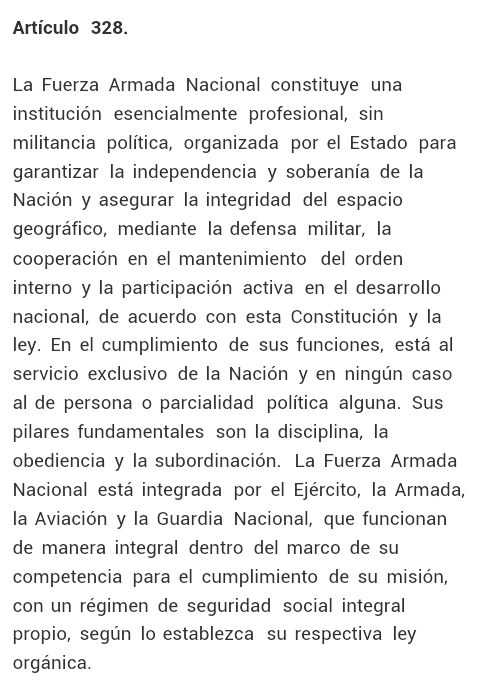 Artículo 328.
La Fuerza Armada Nacional constituye una
institución esencialmente profesional, sin
militancia política, organizada por el Estado para
garantizar la independencia y soberanía de la
Nación y asegurar la integridad del espacio
geográfico, mediante la defensa militar, la
cooperación en el mantenimiento del orden
interno y la participación activa en el desarrollo
nacional, de acuerdo con esta Constitución y la
ley. En el cumplimiento de sus funciones, está al
servicio exclusivo de la Nación y en ningún caso
al de persona o parcialidad política alguna. Sus
pilares fundamentales son la disciplina, la
obediencia y la subordinación. La Fuerza Armada
Nacional está integrada por el Ejército, la Armada,
la Aviación y la Guardia Nacional, que funcionan
de manera integral dentro del marco de su
competencia para el cumplimiento de su misión,
con un régimen de seguridad social integral
propio, según lo establezca su respectiva ley
orgánica.